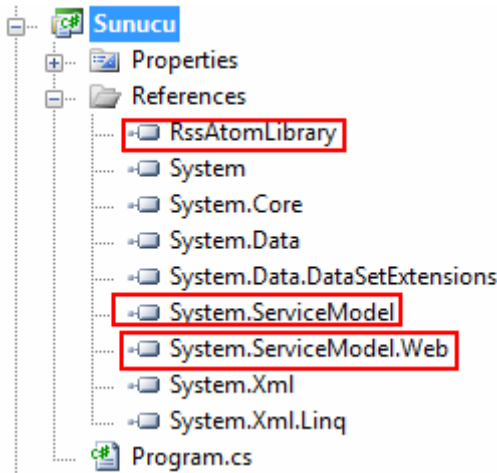 Sunucu
Properties
References
RssAtomLibrary
System
System.Core
System.Data
System.Data.DataSetExtensions
System.ServiceModel
System.ServiceModel.Web
System.Xml
System.Xml.Linq
Program.cs